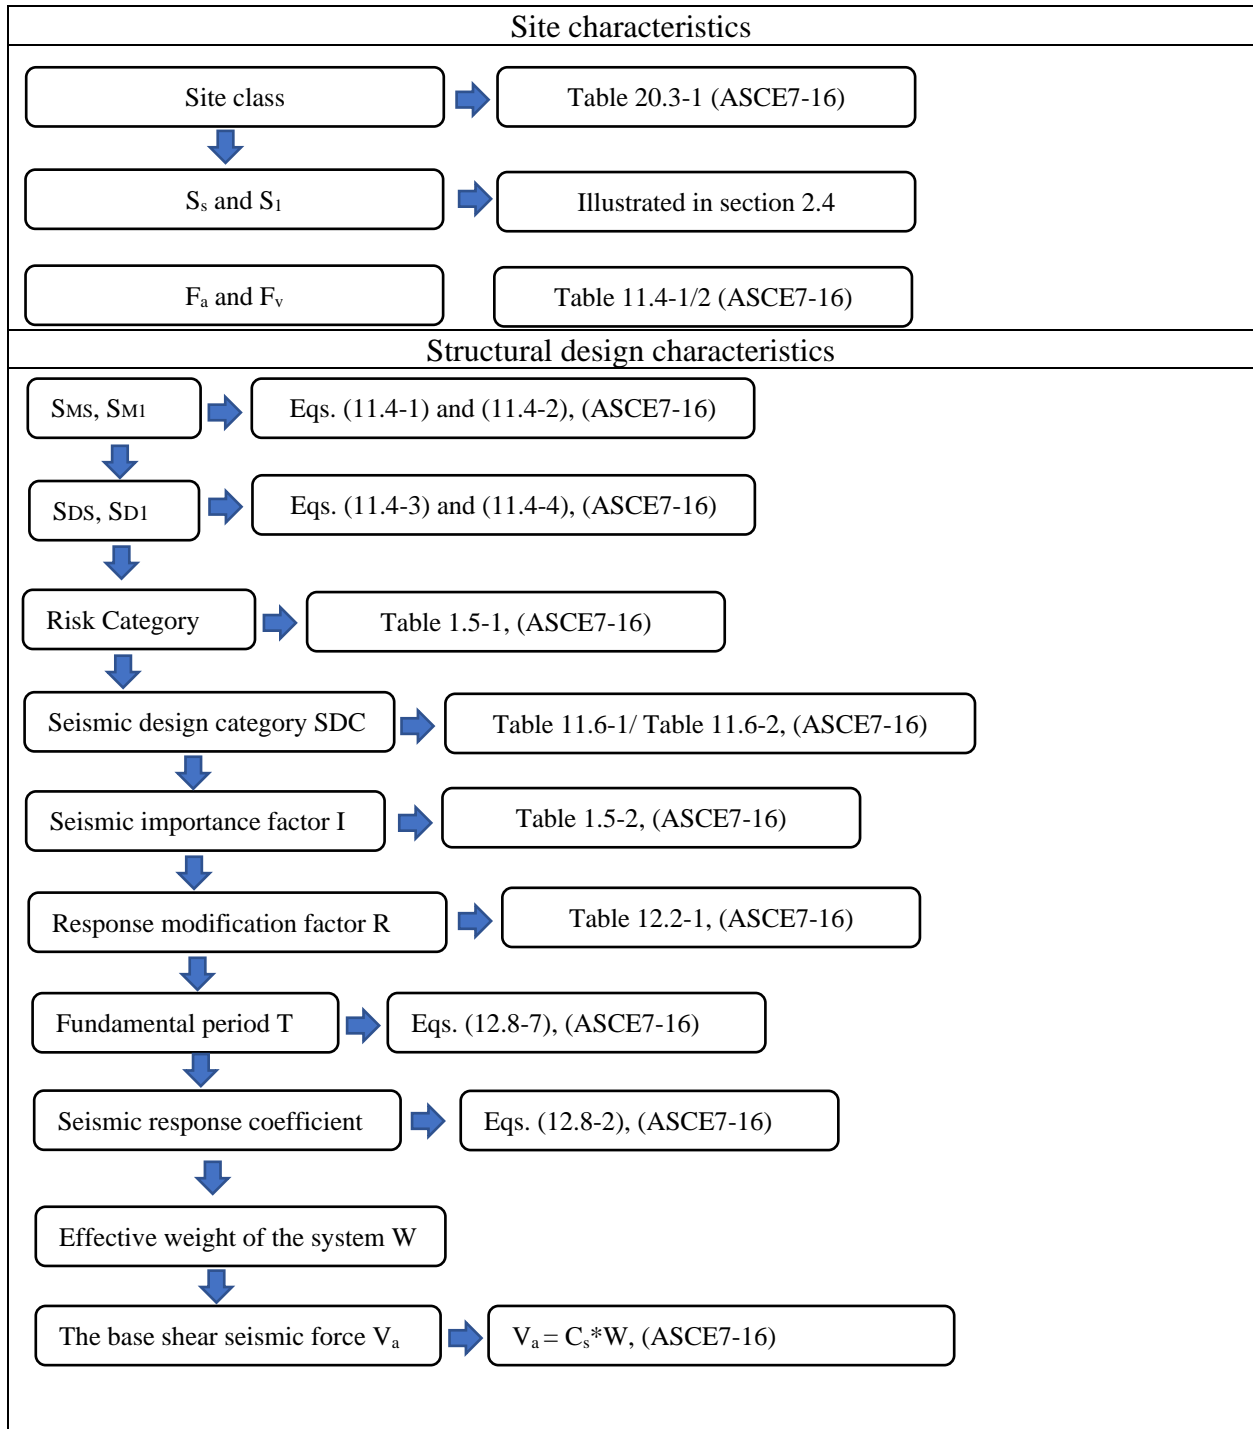 Site characteristics
Site class
Table 20.3-1 (ASCE7-16)
Ss and S1
Illustrated in section 2.4
Fa and Fv
Table 11.4-1/2 (ASCE7-16)
Structural design characteristics
SMS, SM1
Eqs. (11.4-1) and (11.4-2), (ASCE7-16)
SDS, SD1
Eqs. (11.4-3) and (11.4-4), (ASCE7-16)
Risk Category
Table 1.5-1, (ASCE7-16)
Seismic design category SDC
Table 11.6-1/ Table 11.6-2, (ASCE7-16)
Seismic importance factor I
Table 1.5-2, (ASCE7-16)
Response modification factor R
Table 12.2-1, (ASCE7-16)
Fundamental period T
Eqs. (12.8-7), (ASCE7-16)
Seismic response coefficient
Eqs. (12.8-2), (ASCE7-16)
Effective weight of the system W
The base shear seismic force Va
Va = Cs*W, (ASCE7-16)